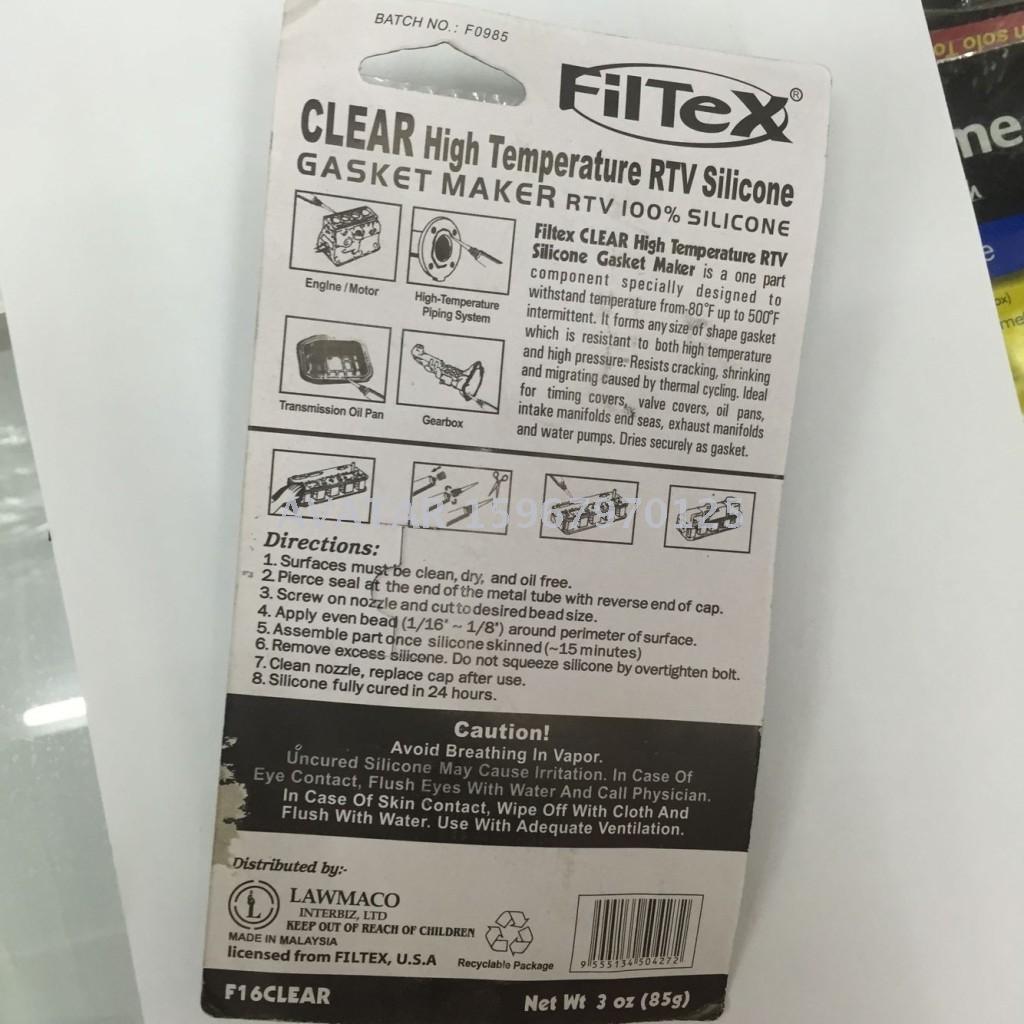 BATCH NO.: F0985
FilTeX®
CLEAR High Temperature RTV Silicone
GASKET MAKER RTV 100% SILICONE
Engine / Motor
High-Temperature
Piping System
Transmission Oil Pan
Gearbox
Filtex CLEAR High Temperature RTV
Silicone Gasket Maker is a one part
component specially designed to
withstand temperature from-80°F up to 500°F
intermittent. It forms any size of shape gasket
which is resistant to both high temperature
and high pressure. Resists cracking, shrinking
and migrating caused by thermal cycling. Ideal
for timing covers, valve covers, oil pans,
intake manifolds end seas, exhaust manifolds
and water pumps. Dries securely as gasket.
AVATAR 15967970125
Directions:
1. Surfaces must be clean, dry, and oil free.
2. Pierce seal at the end of the metal tube with reverse end of cap.
3. Screw on nozzle and cut to desired bead size.
4. Apply even bead (1/16" ~ 1/8") around perimeter of surface.
5. Assemble part once silicone skinned (~15 minutes)
6. Remove excess silicone. Do not squeeze silicone by overtighten bolt.
7. Clean nozzle, replace cap after use.
8. Silicone fully cured in 24 hours.
Caution!
Avoid Breathing In Vapor.
Uncured Silicone May Cause Irritation. In Case Of
Eye Contact, Flush Eyes With Water And Call Physician.
In Case Of Skin Contact, Wipe Off With Cloth And
Flush With Water. Use With Adequate Ventilation.
Distributed by:-
L
LAWMACO
INTERBIZ, LTD
KEEP OUT OF REACH OF CHILDREN
MADE IN MALAYSIA
licensed from FILTEX, U.S.A
Recyclable Package
9 555134 504272
F16CLEAR
Net Wt 3 oz (85g)